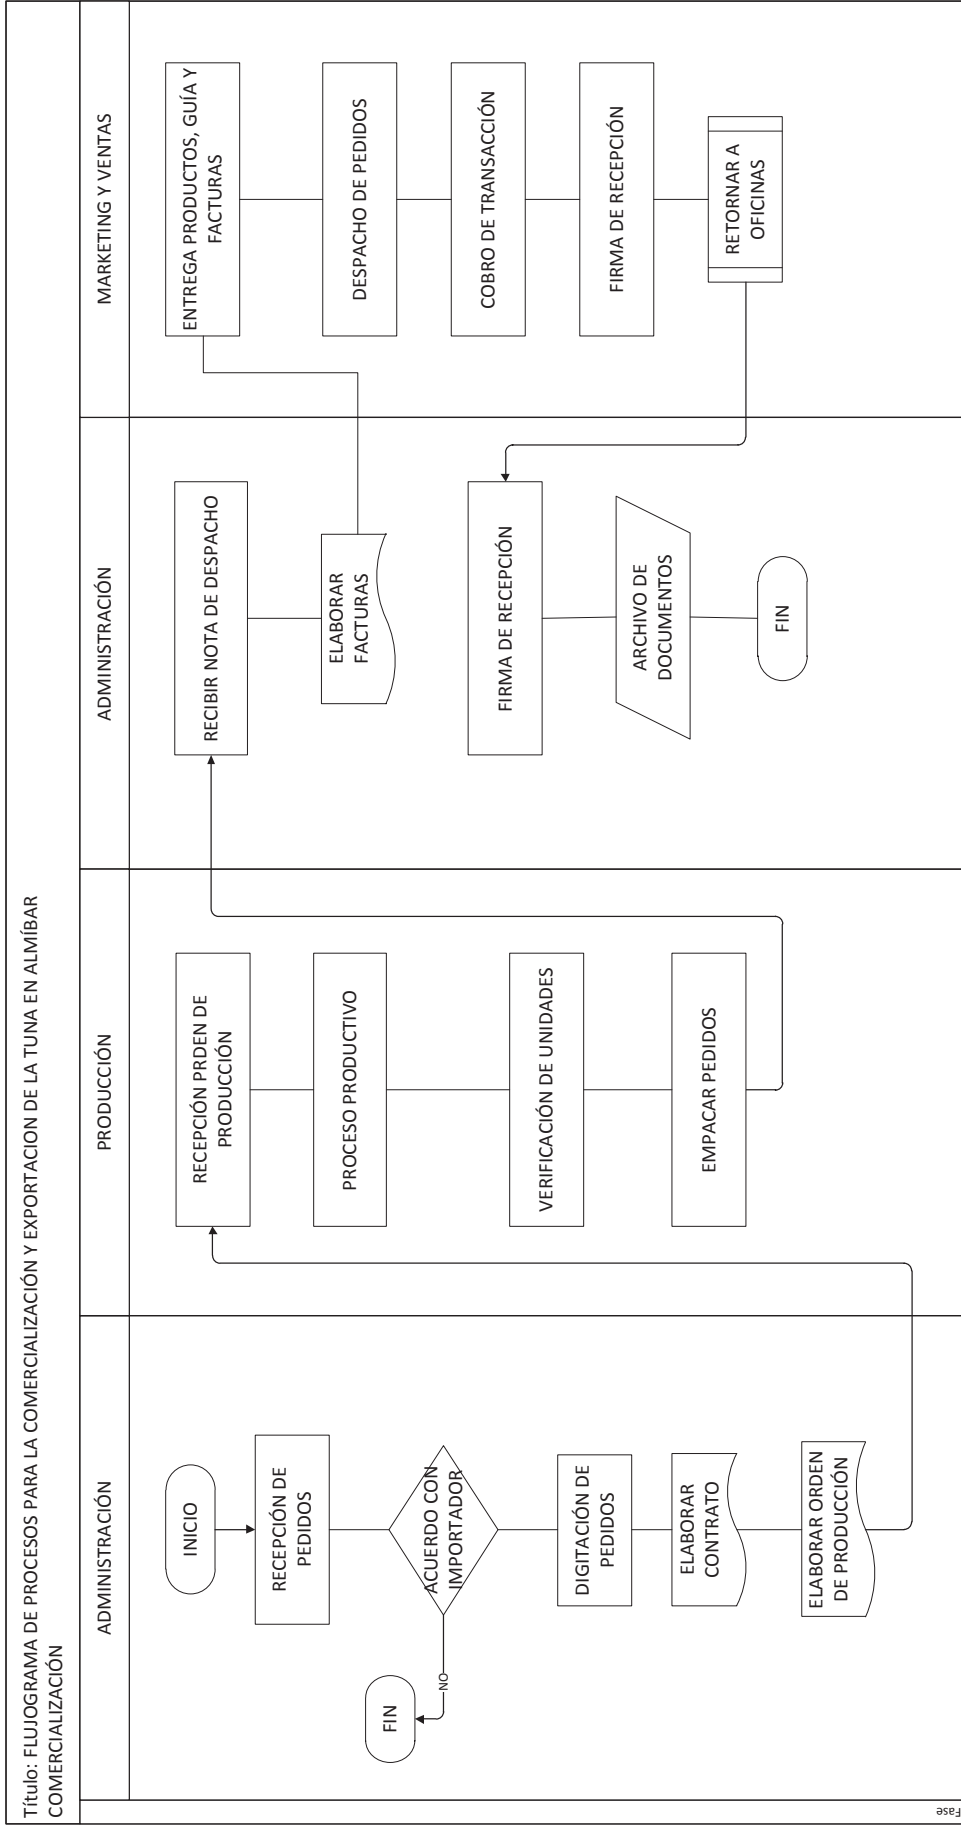 Título: FLUJOGRAMA DE PROCESOS PARA LA COMERCIALIZACIÓN Y EXPORTACION DE LA TUNA EN ALMÍBAR
COMERCIALIZACIÓN
ADMINISTRACIÓN
INICIO
RECEPCIÓN DE
PEDIDOS
ACUERDO CON
IMPORTADOR
NO
FIN
DIGITACIÓN DE
PEDIDOS
ELABORAR
CONTRATO
ELABORAR ORDEN
DE PRODUCCIÓN
PRODUCCIÓN
RECEPCIÓN PRDEN DE
PRODUCCIÓN
PROCESO PRODUCTIVO
VERIFICACIÓN DE UNIDADES
EMPACAR PEDIDOS
ADMINISTRACIÓN
RECIBIR NOTA DE DESPACHO
ELABORAR
FACTURAS
FIRMA DE RECEPCIÓN
ARCHIVO DE
DOCUMENTOS
FIN
MARKETING Y VENTAS
ENTREGA PRODUCTOS, GUÍA Y
FACTURAS
DESPACHO DE PEDIDOS
COBRO DE TRANSACCIÓN
FIRMA DE RECEPCIÓN
RETORNAR A
OFICINAS
Fase